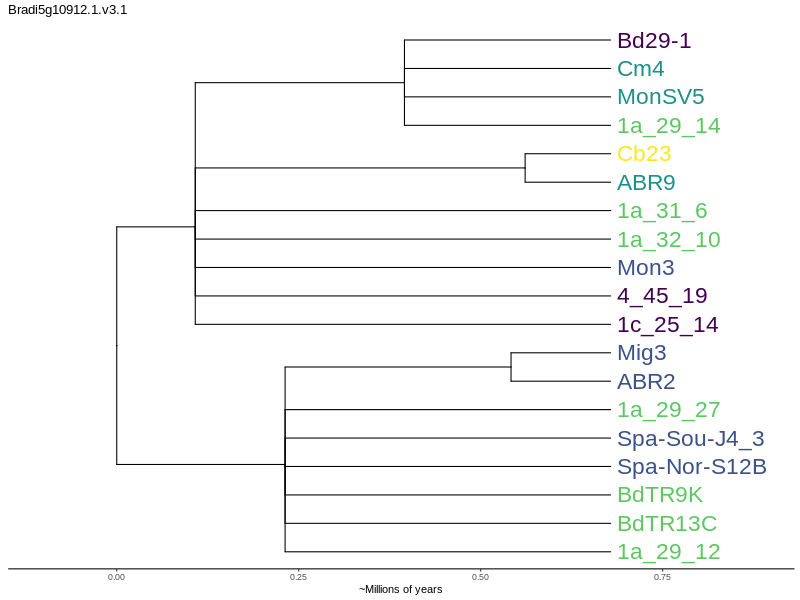 Bradi5g10912.1.v3.1
Bd29-1
Cm4
MonSV5
1a_29_14
Cb23
ABR9
1a_31_6
1a_32_10
Mon3
4_45_19
1c_25_14
Mig3
ABR2
1a_29_27
Spa-Sou-J4_3
Spa-Nor-S12B
BdTR9K
BdTR13C
1a_29_12
0.00 0.25 0.50 0.75
~Millions of years